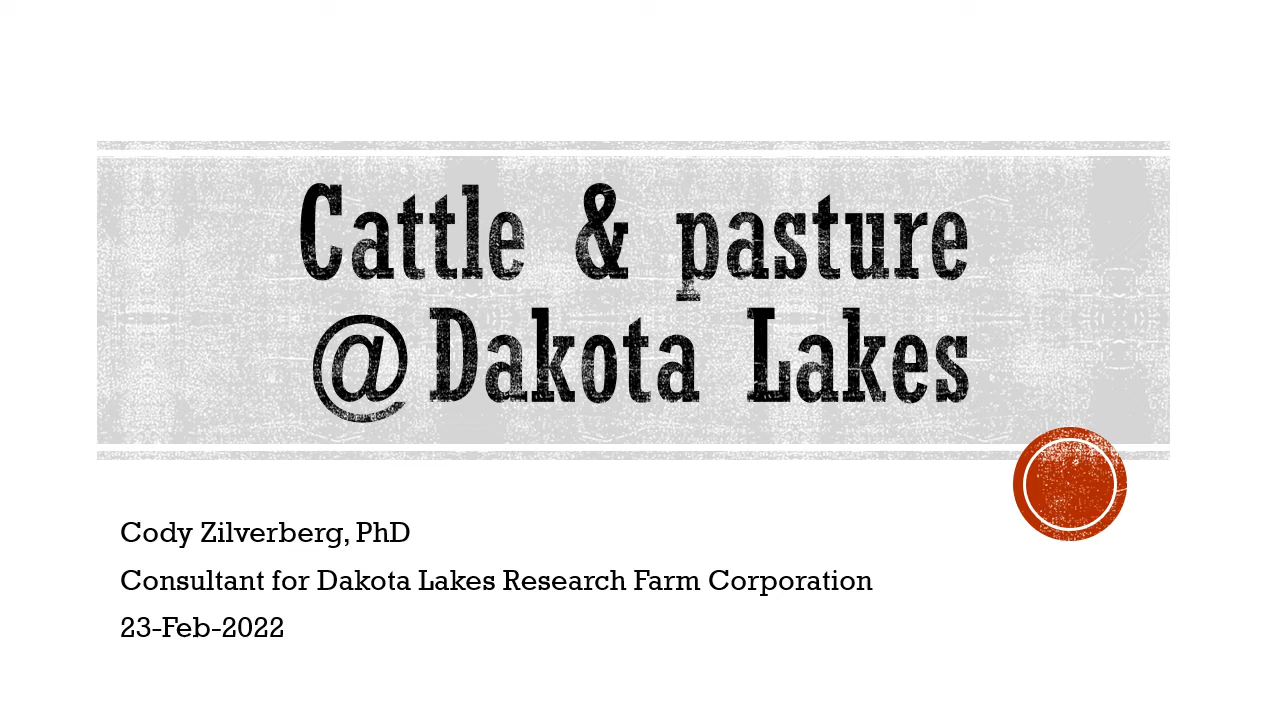 Cattle & pasture
@ Dakota Lakes
Cody Zilverberg, PhD
Consultant for Dakota Lakes Research Farm Corporation
23-Feb-2022